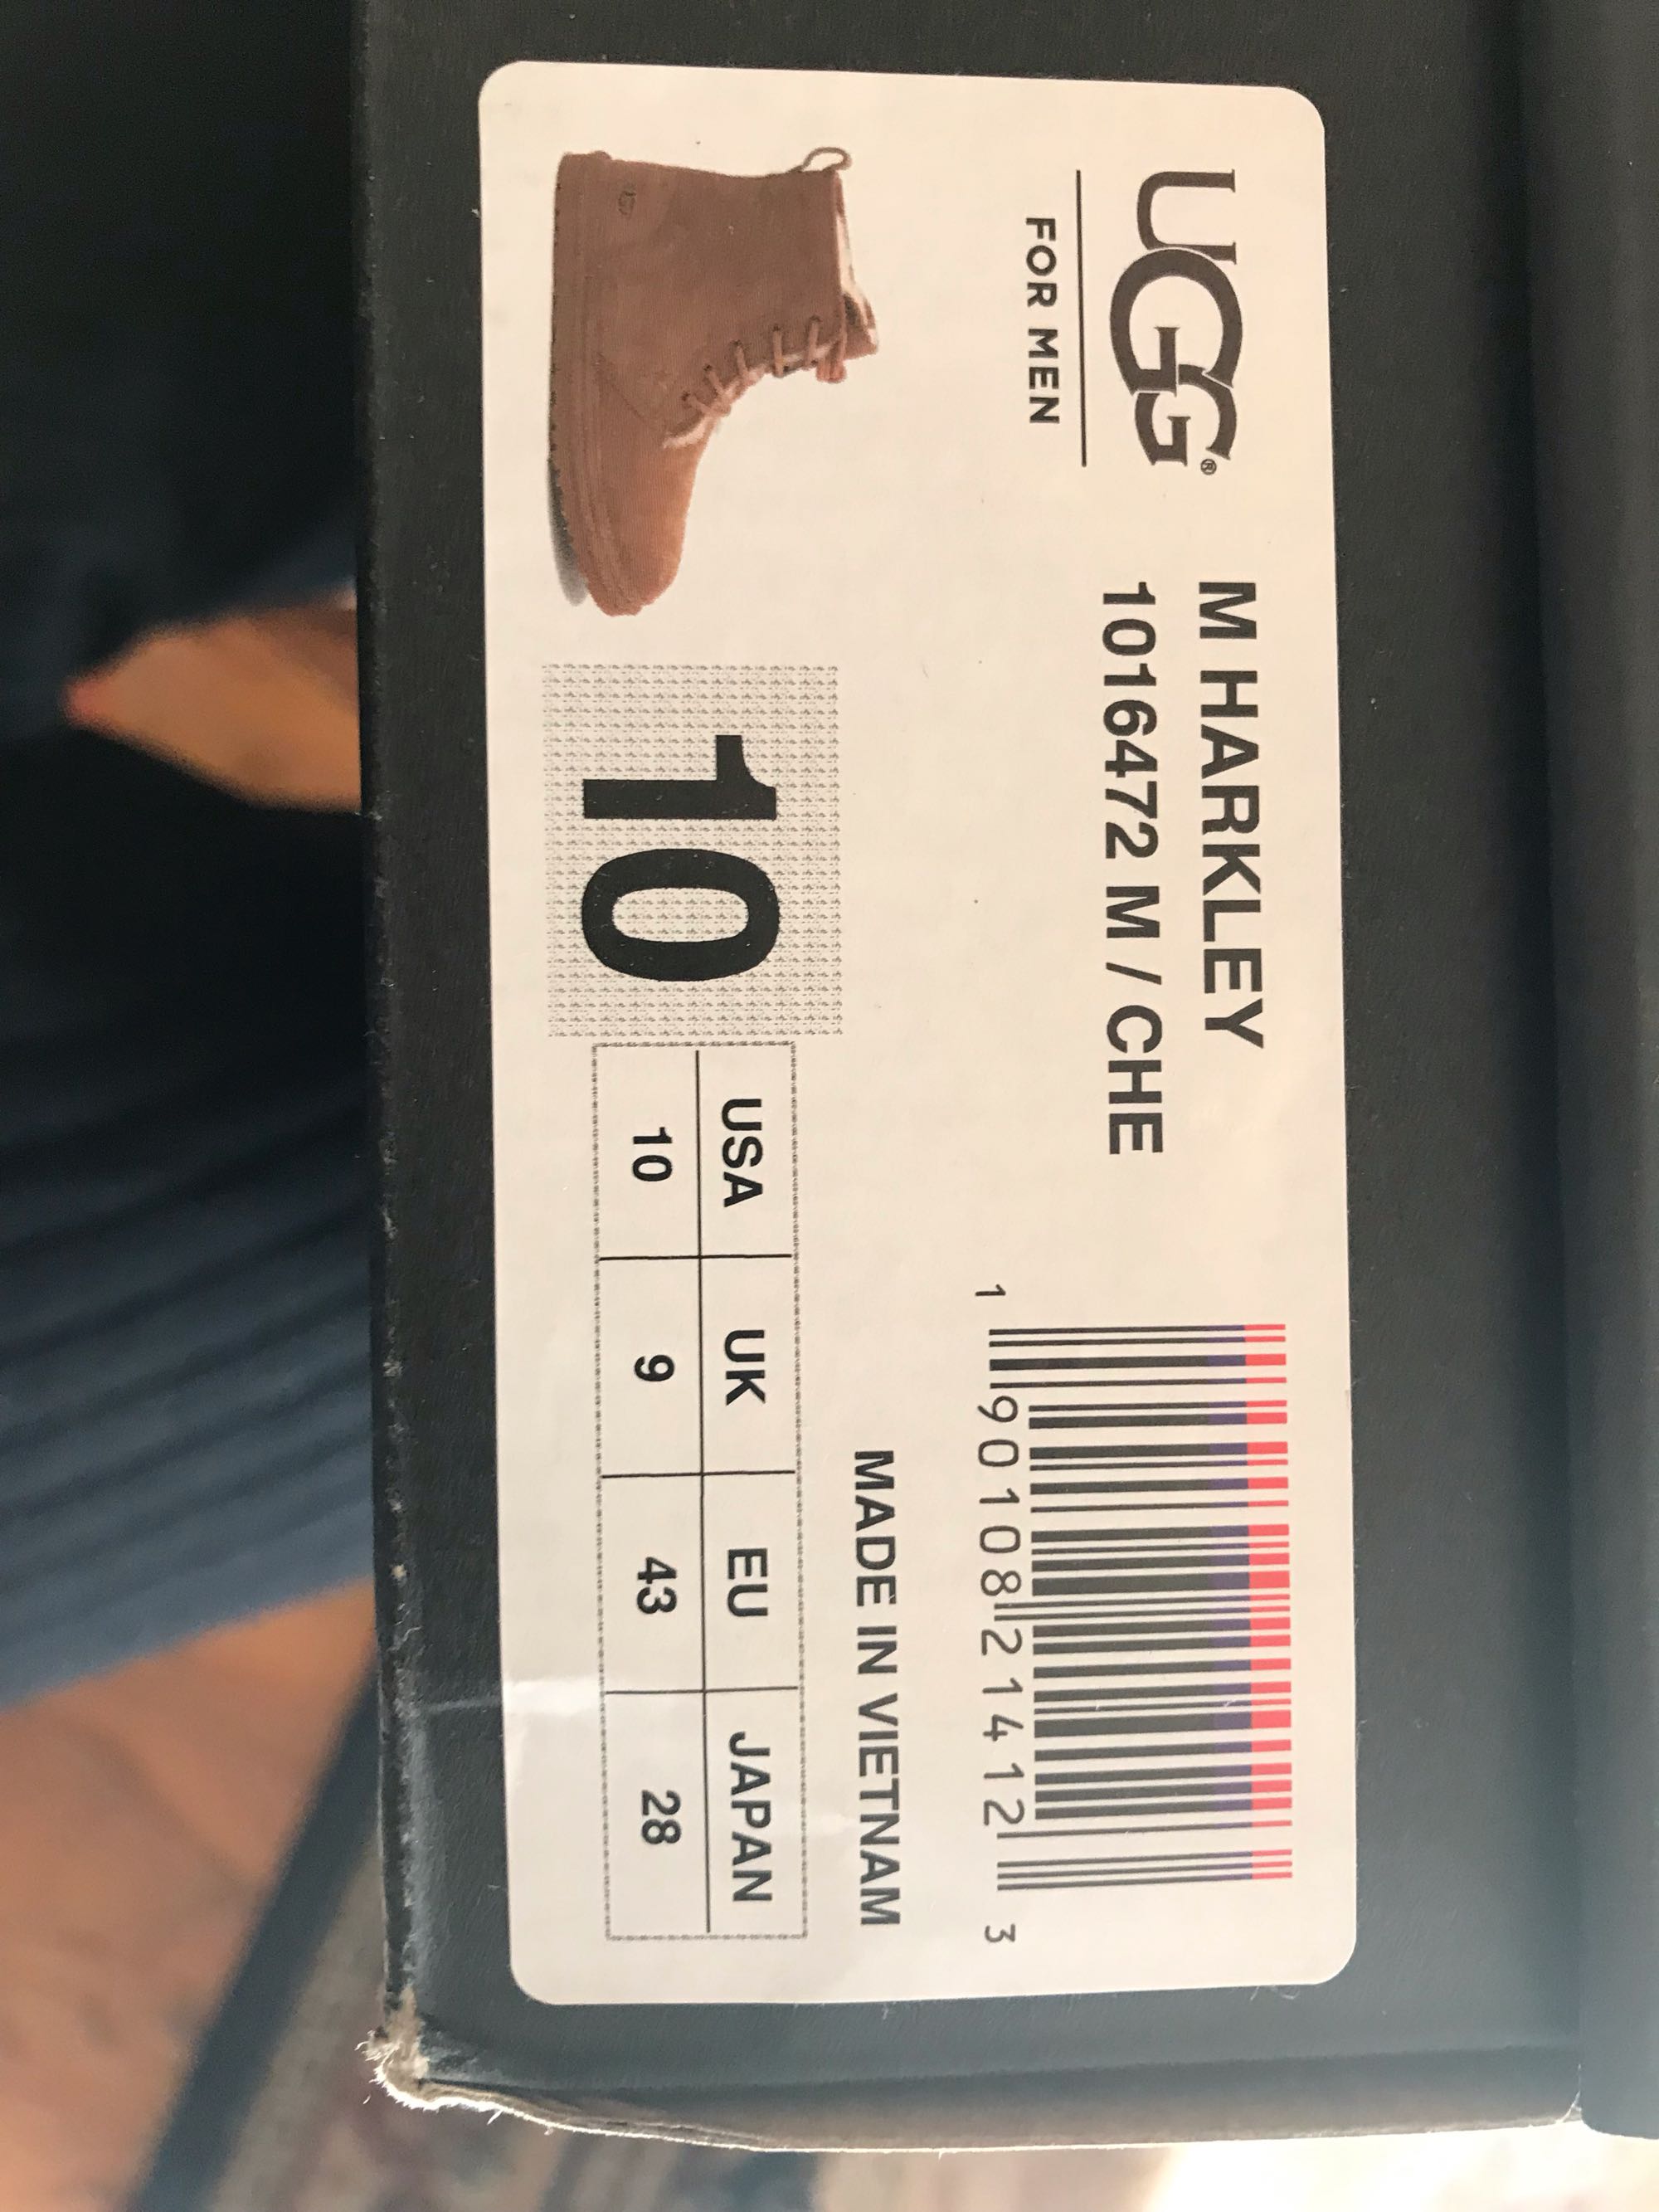 UGG®
FOR MEN
M HARKLEY
1016472 M / CHE
1 90108 21412 3
MADE IN VIETNAM
10
USA UK EU JAPAN
10 9 43 28